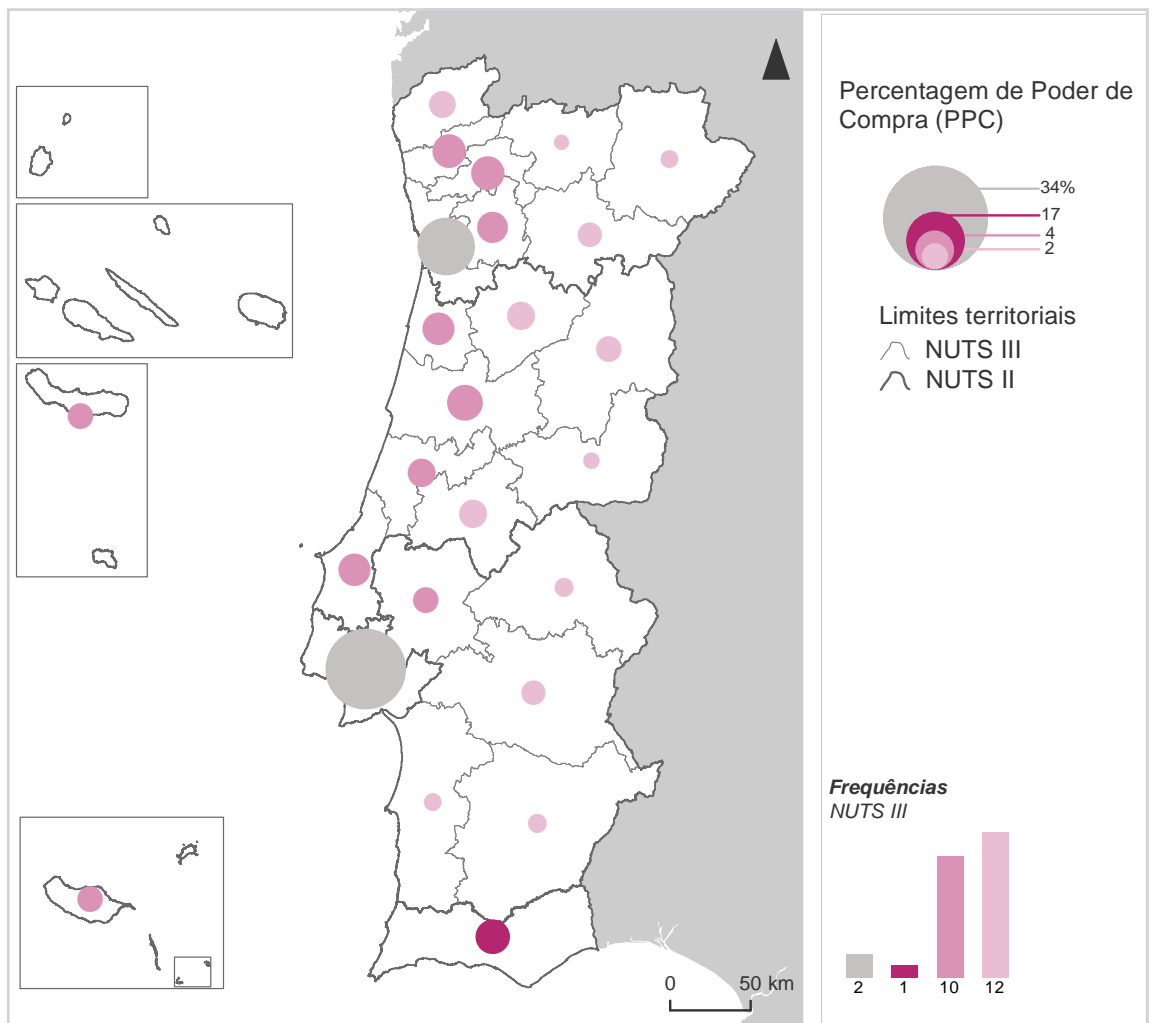 Percentagem de Poder de
Compra (PPC)
34%
17
4
2
Limites territoriais
NUTS III
NUTS II
Frequências
NUTS III
2 1 10 12
0 50 km